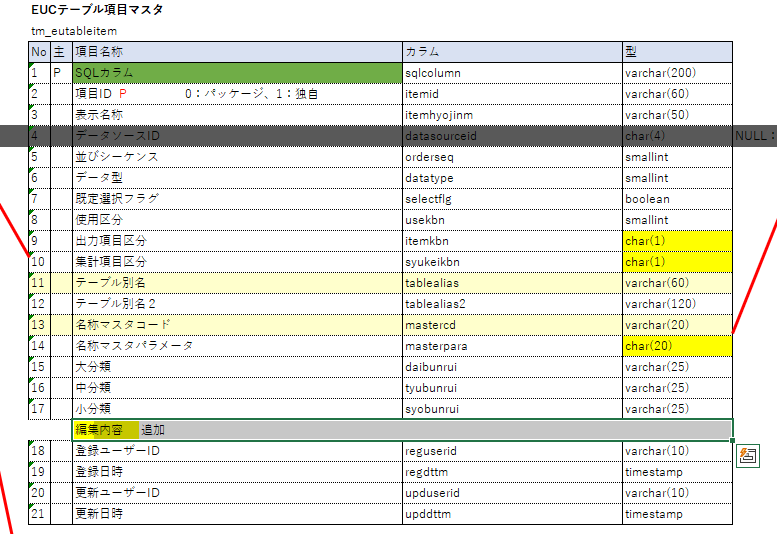 EUCテーブル項目マスタ
tm_eutableitem
No 主 項目名称 カラム 型
1 P SQLカラム sqlcolumn varchar(200)
2 項目ID P 0：パッケージ、1：独自 itemid varchar(60)
3 表示名称 itemhyojinm varchar(50)
4 データソースID datasourceid char(4) NULL：
5 並びシーケンス orderseq smallint
6 データ型 datatype smallint
7 既定選択フラグ selectflg boolean
8 使用区分 usekbn smallint
9 出力項目区分 itemkbn char(1)
10 集計項目区分 syukeikbn char(1)
11 テーブル別名 tablealias varchar(60)
12 テーブル別名２ tablealias2 varchar(120)
13 名称マスタコード mastercd varchar(20)
14 名称マスタパラメータ masterpara char(20)
15 大分類 daibunrui varchar(25)
16 中分類 tyubunrui varchar(25)
17 小分類 syobunrui varchar(25)
編集内容 追加
18 登録ユーザーID reguserid varchar(10)
19 登録日時 regdttm timestamp
20 更新ユーザーID upduserid varchar(10)
21 更新日時 upddttm timestamp